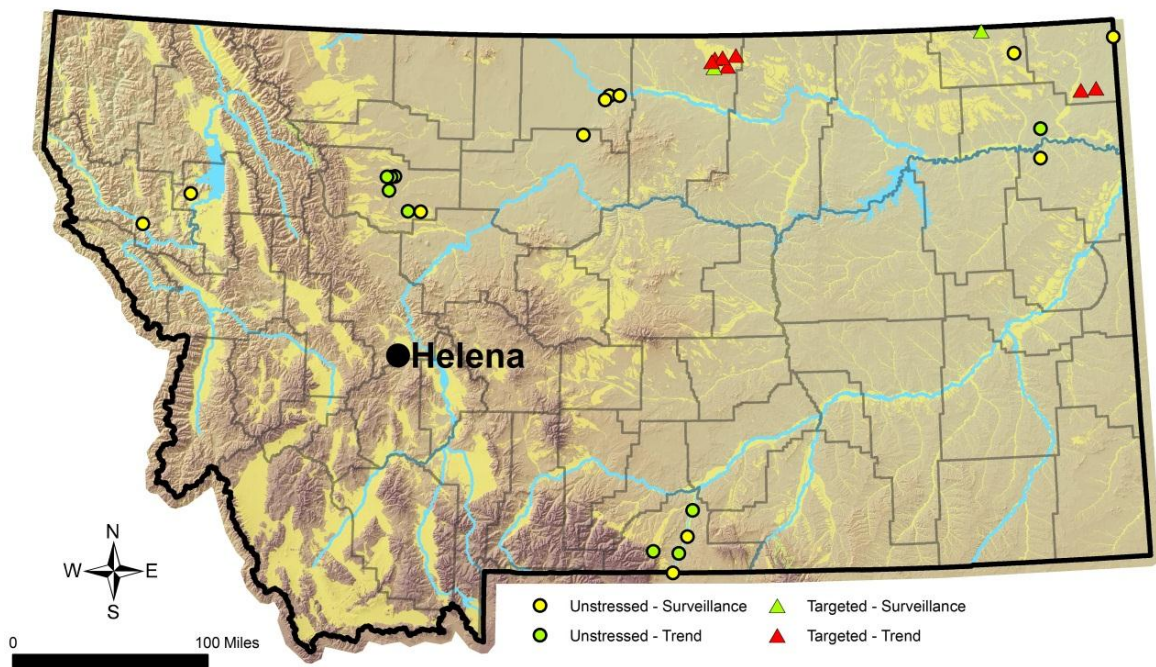 Helena
N
W E
S
0 100 Miles
Unstressed - Surveillance
Unstressed - Trend
Targeted - Surveillance
Targeted - Trend